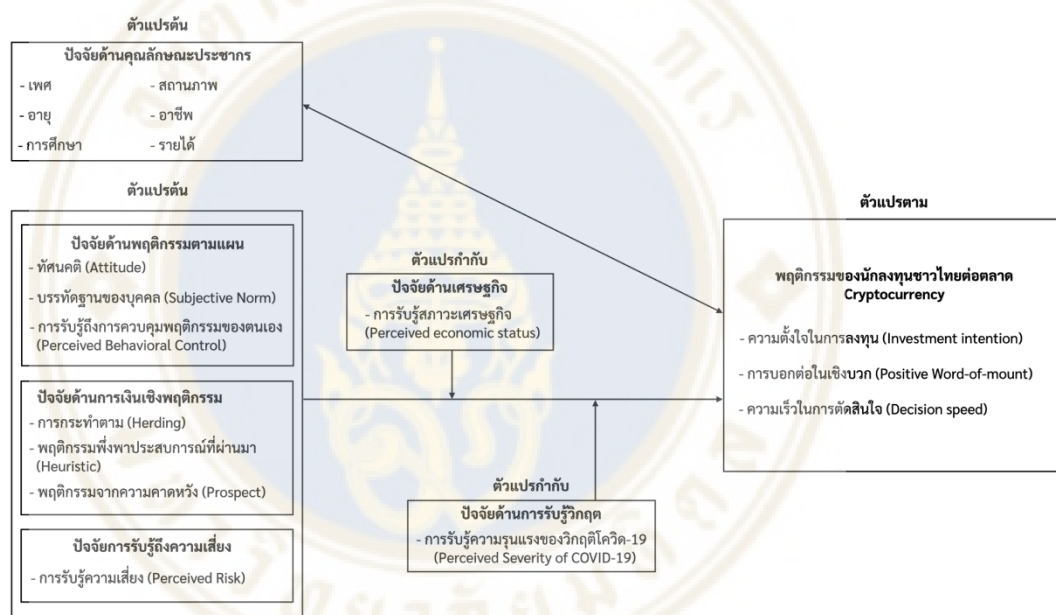 ตัวแปรต้น
ปัจจัยด้านคุณลักษณะประชากร
- เพศ - สถานภาพ
- อายุ - อาชีพ
- การศึกษา - รายได้
ตัวแปรต้น
ปัจจัยด้านพฤติกรรมตามแผน
- ทัศนคติ (Attitude)
- บรรทัดฐานของบุคคล (Subjective Norm)
- การรับรู้ถึงการควบคุมพฤติกรรมของตนเอง
(Perceived Behavioral Control)
ปัจจัยด้านการเงินเชิงพฤติกรรม
- การกระทำตาม (Herding)
- พฤติกรรมพึ่งพาประสบการณ์ที่ผ่านมา
(Heuristic)
- พฤติกรรมจากความคาดหวัง (Prospect)
ปัจจัยการรับรู้ถึงความเสี่ยง
- การรับรู้ความเสี่ยง (Perceived Risk)
ตัวแปรกำกับ
ปัจจัยด้านเศรษฐกิจ
- การรับรู้สภาวะเศรษฐกิจ
(Perceived economic status)
ตัวแปรกำกับ
ปัจจัยด้านการรับรู้วิกฤต
- การรับรู้ความรุนแรงของวิกฤติโควิด-19
(Perceived Severity of COVID-19)
ตัวแปรตาม
พฤติกรรมของนักลงทุนชาวไทยต่อตลาด
Cryptocurrency
- ความตั้งใจในการลงทุน (Investment intention)
- การบอกต่อในเชิงบวก (Positive Word-of-mount)
- ความเร็วในการตัดสินใจ (Decision speed)